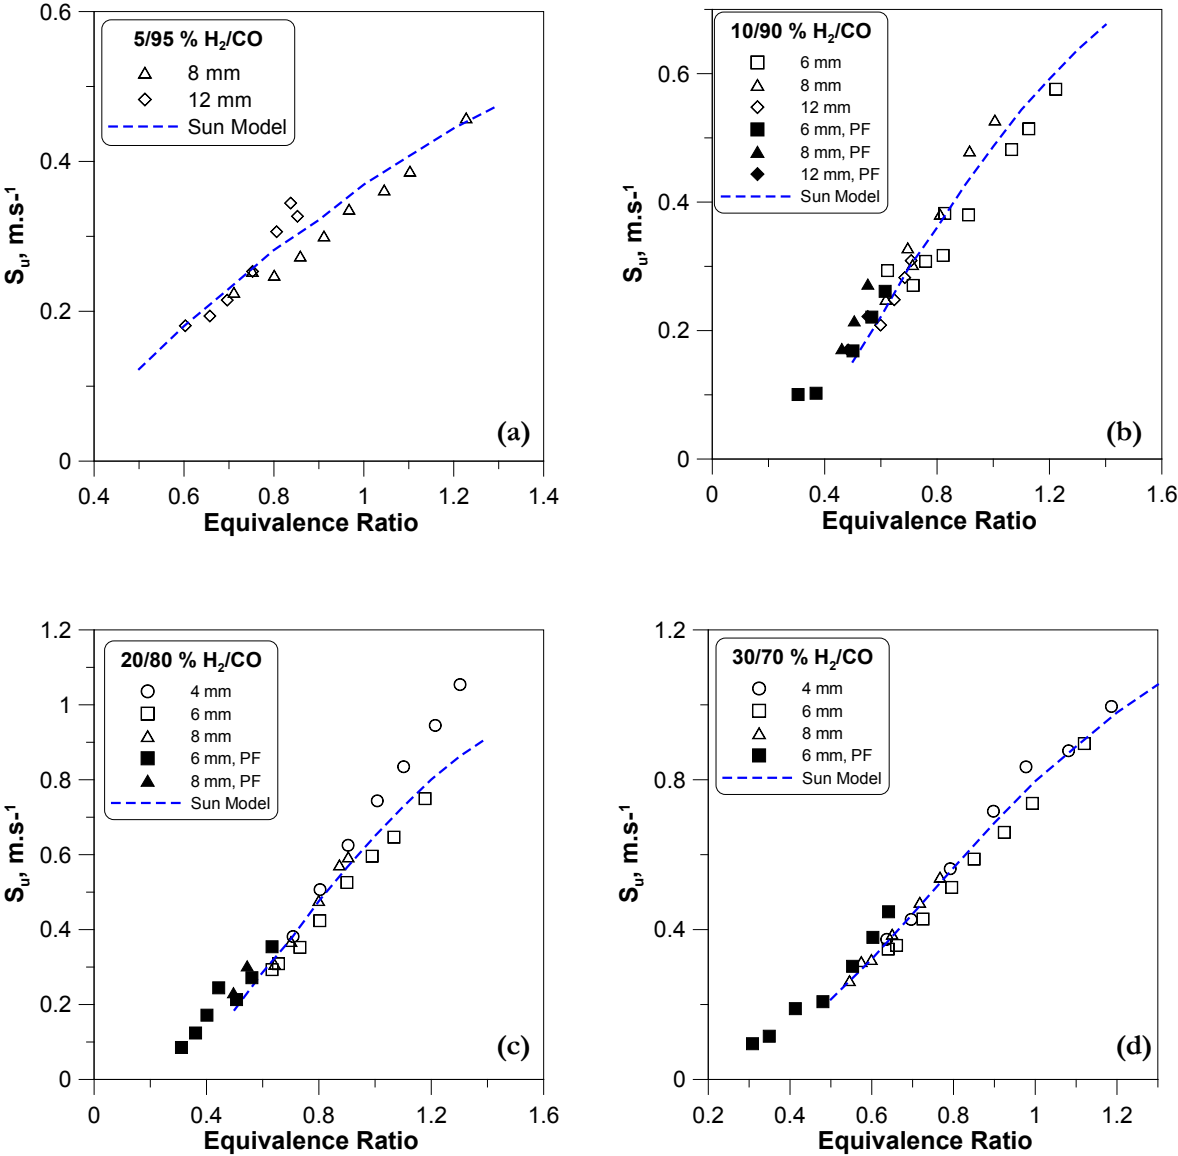 0.6
0.4
0.2
0
S_u, m.s-¹
5/95 % H₂/CO
8 mm
12 mm
Sun Model
(a)
0.4
0.6
0.8
1
1.2
1.4
Equivalence Ratio
0.6
0.4
0.2
0
S_u, m.s-¹
10/90 % H₂/CO
6 mm
8 mm
12 mm
6 mm, PF
8 mm, PF
12 mm, PF
Sun Model
(b)
0
0.4
0.8
1.2
1.6
Equivalence Ratio
1.2
1
0.8
0.6
0.4
0.2
0
S_u, m.s-¹
20/80 % H₂/CO
4 mm
6 mm
8 mm
6 mm, PF
8 mm, PF
Sun Model
(c)
0
0.4
0.8
1.2
1.6
Equivalence Ratio
1.2
0.8
0.4
0
S_u, m.s-¹
30/70 % H₂/CO
4 mm
6 mm
8 mm
6 mm, PF
Sun Model
(d)
0.2
0.4
0.6
0.8
1
1.2
Equivalence Ratio